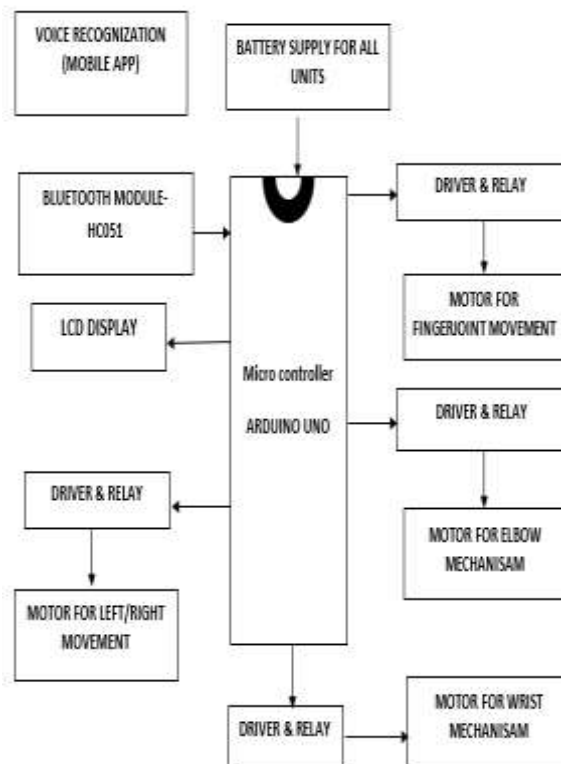 VOICE RECOGNIZATION
(MOBILE APP)
BATTERY SUPPLY FOR ALL
UNITS
BLUETOOTH MODULE-
HC051
DRIVER & RELAY
MOTOR FOR
FINGERJOINT MOVEMENT
LCD DISPLAY
Micro controller
ARDUINO UNO
DRIVER & RELAY
MOTOR FOR ELBOW
MECHANISAM
DRIVER & RELAY
MOTOR FOR LEFT/RIGHT
MOVEMENT
DRIVER & RELAY
MOTOR FOR WRIST
MECHANISAM